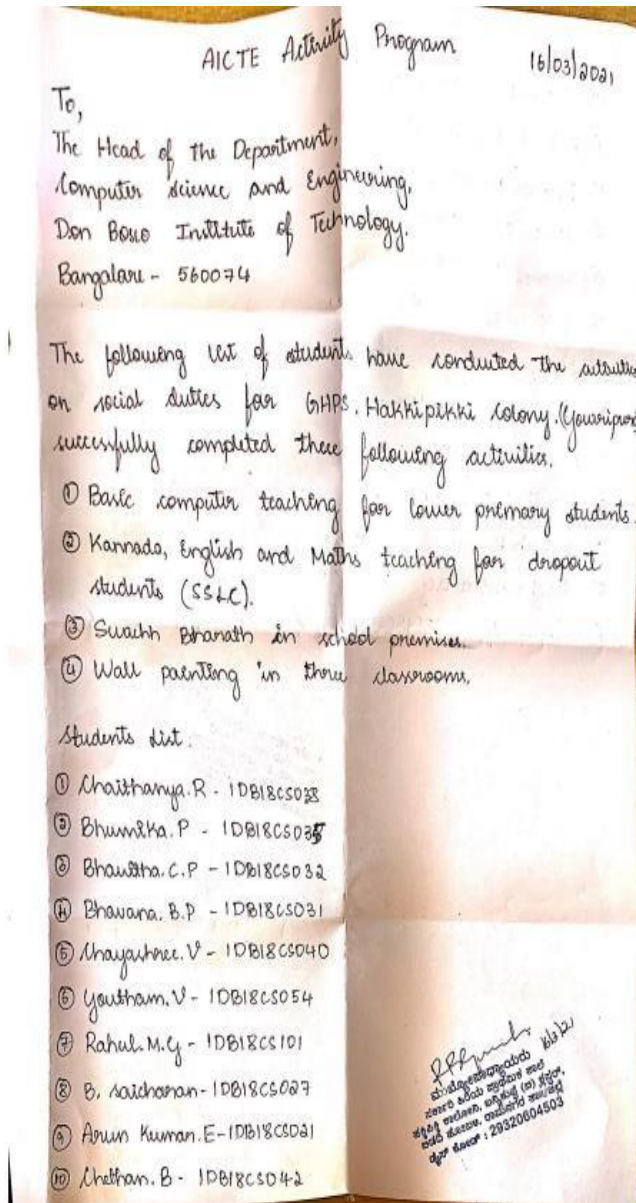 AICTE Activity Program
16/03/2021
To,
The Head of the Department,
Computer science and Engineering,
Don Bosco Institute of Technology.
Bangalore - 560074
The following list of students have conducted the activities
on social duties for GHPS. Hakkipikki Colony.(Gowripura)
successfully completed these following activities.
① Basic computer teaching for lower primary students.
② Kannada, English and Maths teaching for dropout
students (SSLC).
③ Swachh Bharath in school premises.
④ Wall painting in three classrooms.
Students List.
① Chaithanya.R - 1DB18CS038
② Bhumika.P - 1DB18CS035
③ Bhavitha.C.P - 1DB18CS032
④ Bhavana.B.P - 1DB18CS031
⑤ Chayashree.V - 1DB18CS040
⑥ Goutham.V - 1DB18CS054
⑦ Rahul.M.G - 1DB18CS101
⑧ B. saicharan - 1DB18CS027
⑨ Arun Kumar.E - 1DB18CS021
⑩ Chethan.B - 1DB18CS042
16/3/21
ಮುಖ್ಯೋಪಾಧ್ಯಾಯರು
ಸರ್ಕಾರಿ ಹಿರಿಯ ಪ್ರಾಥಮಿಕ ಶಾಲೆ
ಕಾಲೋನಿ,
ಡೈಸ್ ಕೋಡ್ : 29320604503